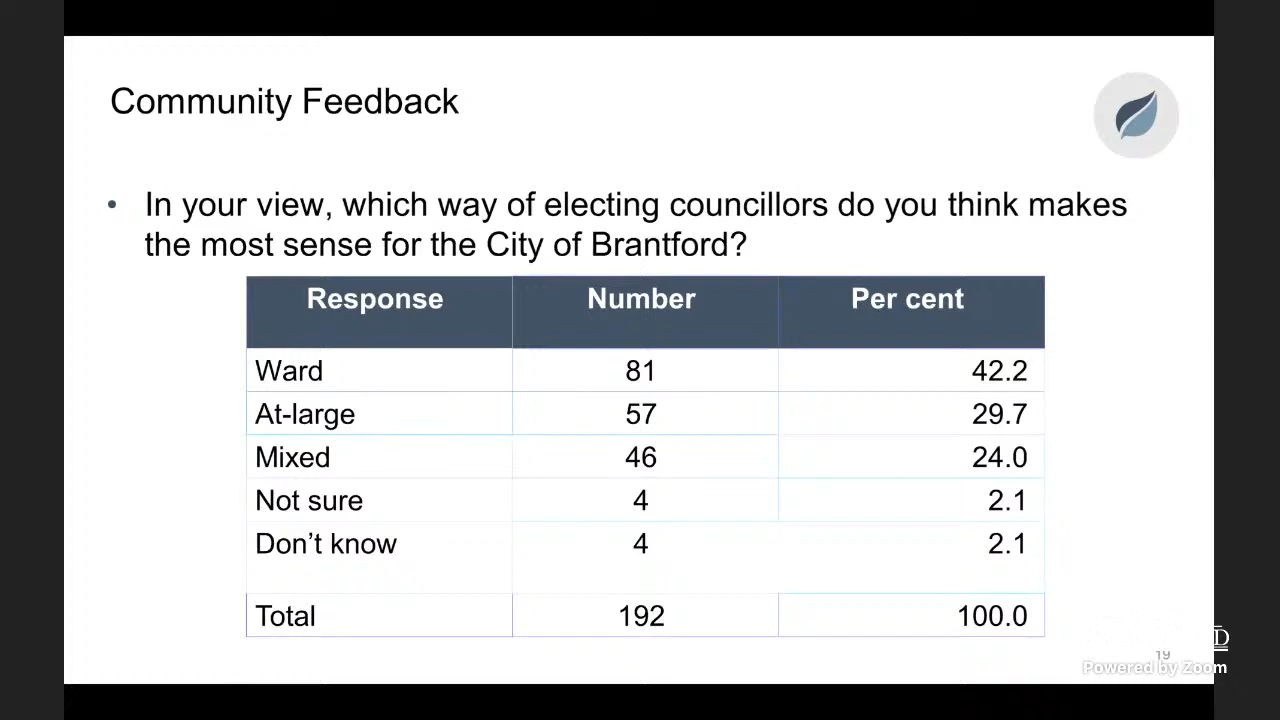 Community Feedback
• In your view, which way of electing councillors do you think makes
the most sense for the City of Brantford?
Response Number Per cent
Ward 81 42.2
At-large 57 29.7
Mixed 46 24.0
Not sure 4 2.1
Don’t know 4 2.1
Total 192 100.0
D
19
Powered by Zoom